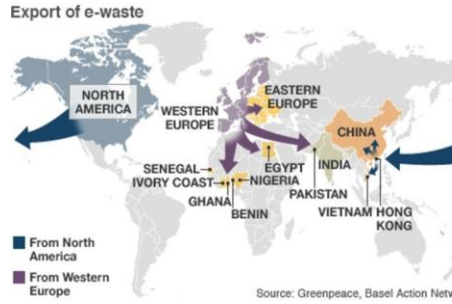 Export of e-waste
NORTH
AMERICA
WESTERN
EUROPE
EASTERN
EUROPE
CHINA
SENEGAL
IVORY COAST
GHANA
BENIN
NIGERIA
EGYPT
INDIA
PAKISTAN
VIETNAM
HONG
KONG
From North
America
From Western
Europe
Source: Greenpeace, Basel Action Netw